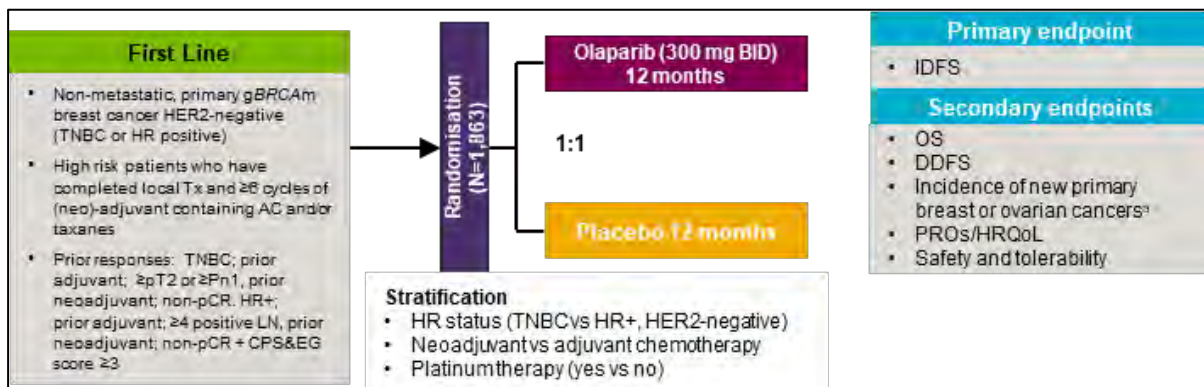 First Line
• Non-metastatic, primary gBRCAm
breast cancer HER2-negative
(TNBC or HR positive)
• High risk patients who have
completed local Tx and ≥6 cycles of
(neo)-adjuvant containing AC and/or
taxanes
• Prior responses: TNBC; prior
adjuvant; ≥pT2 or ≥Pn1, prior
neoadjuvant; non-pCR. HR+;
prior adjuvant; ≥4 positive LN, prior
neoadjuvant; non-pCR + CPS&EG
score ≥3
Randomisation
(N=1,863)
Olaparib (300 mg BID)
12 months
1:1
Placebo 12 months
Stratification
• HR status (TNBC vs HR+, HER2-negative)
• Neoadjuvant vs adjuvant chemotherapy
• Platinum therapy (yes vs no)
Primary endpoint
• IDFS
Secondary endpoints
• OS
• DDFS
• Incidence of new primary
breast or ovarian cancersa
• PROs/HRQoL
• Safety and tolerability